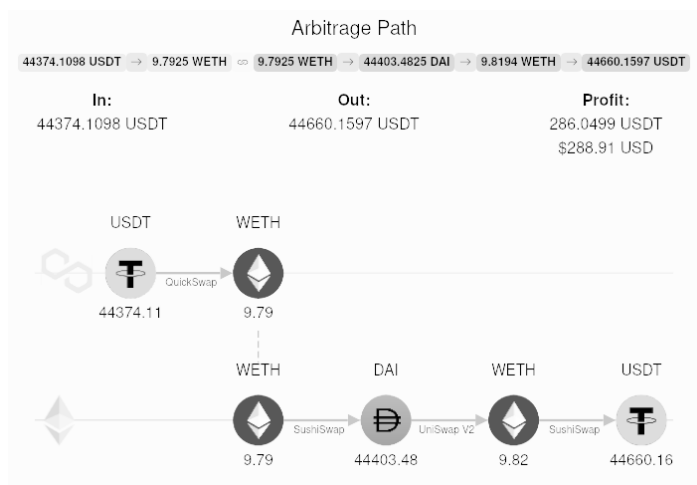 Arbitrage Path
44374.1098 USDT → 9.7925 WETH ∞ 9.7925 WETH → 44403.4825 DAI → 9.8194 WETH → 44660.1597 USDT
In: Out: Profit:
44374.1098 USDT 44660.1597 USDT 286.0499 USDT
$288.91 USD
USDT WETH
QuickSwap
44374.11 9.79
WETH DAI WETH USDT
SushiSwap UniSwap V2 SushiSwap
9.79 44403.48 9.82 44660.16